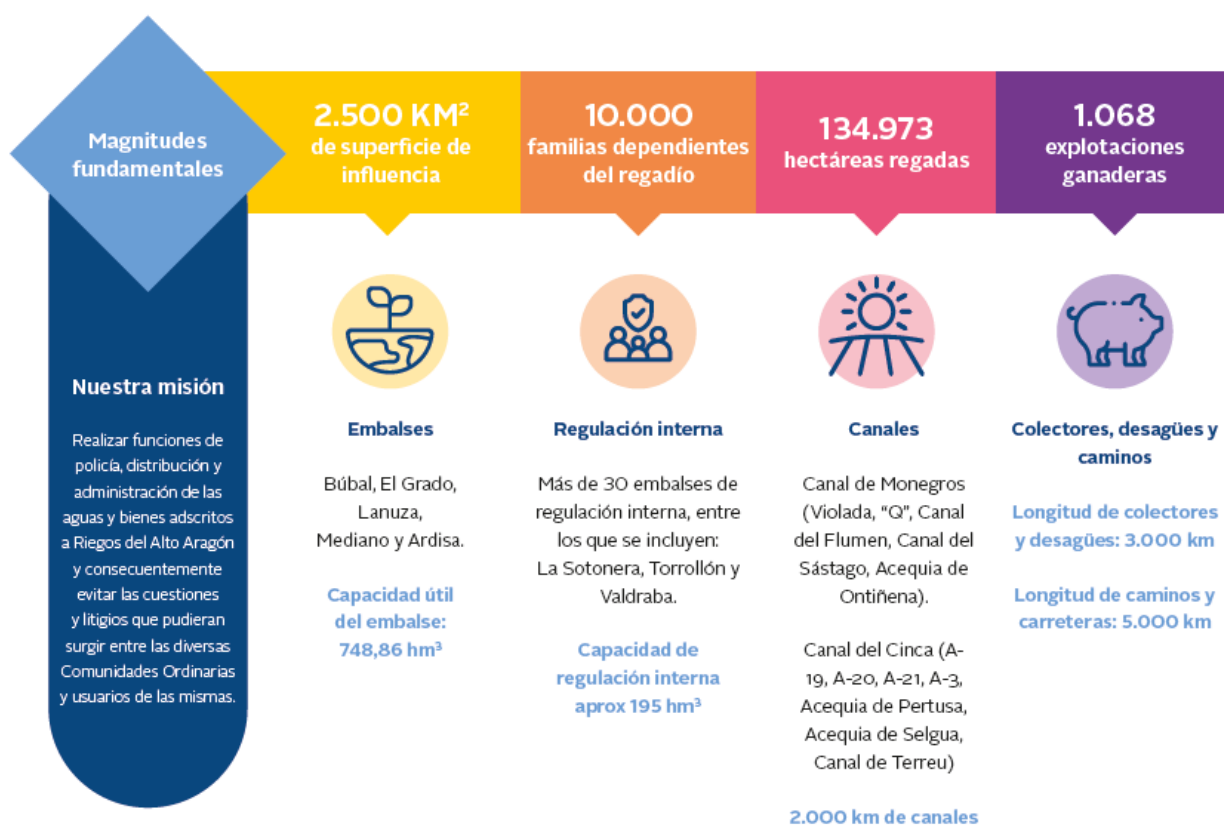 Magnitudes
fundamentales
2.500 KM²
de superficie de
influencia
10.000
familias dependientes
del regadío
134.973
hectáreas regadas
1.068
explotaciones
ganaderas
Nuestra misión
Realizar funciones de
policía, distribución y
administración de las
aguas y bienes adscritos
a Riegos del Alto Aragón
y consecuentemente
evitar las cuestiones
y litigios que pudieran
surgir entre las diversas
Comunidades Ordinarias
y usuarios de las mismas.
Embalses
Búbal, El Grado,
Lanuza,
Mediano y Ardisa.
Capacidad útil
del embalse:
748,86 hm³
Regulación interna
Más de 30 embalses de
regulación interna, entre
los que se incluyen:
La Sotonera, Torrollón y
Valdraba.
Capacidad de
regulación interna
aprox 195 hm³
Canales
Canal de Monegros
(Violada, “Q”, Canal
del Flumen, Canal del
Sástago, Acequia de
Ontiñena).
Canal del Cinca (A-
19, A-20, A-21, A-3,
Acequia de Pertusa,
Acequia de Selgua,
Canal de Terreu)
2.000 km de canales
Colectores, desagües y
caminos
Longitud de colectores
y desagües: 3.000 km
Longitud de caminos y
carreteras: 5.000 km